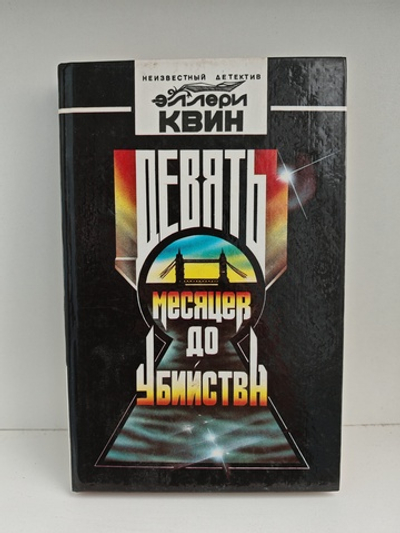 НЕИЗВЕСТНЫЙ ДЕТЕКТИВ
ЭЛЛЕРИ
КВИН
ДЕВЯТЬ
МЕСЯЦЕВ
ДО
УБИЙСТВА